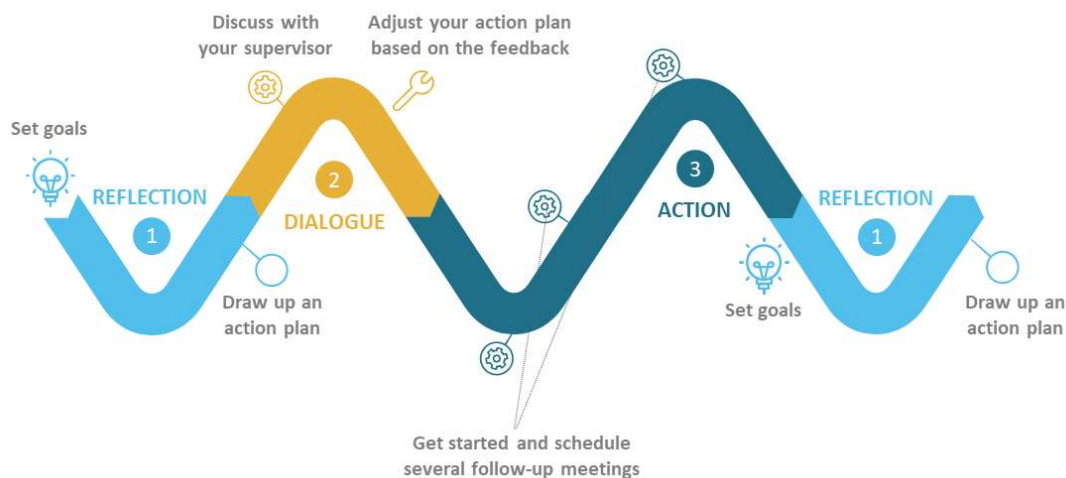 Discuss with
your supervisor
Adjust your action plan
based on the feedback
Set goals
REFLECTION
1
2
DIALOGUE
Draw up an
action plan
3
ACTION
Get started and schedule
several follow-up meetings
REFLECTION
1
Set goals
Draw up an
action plan